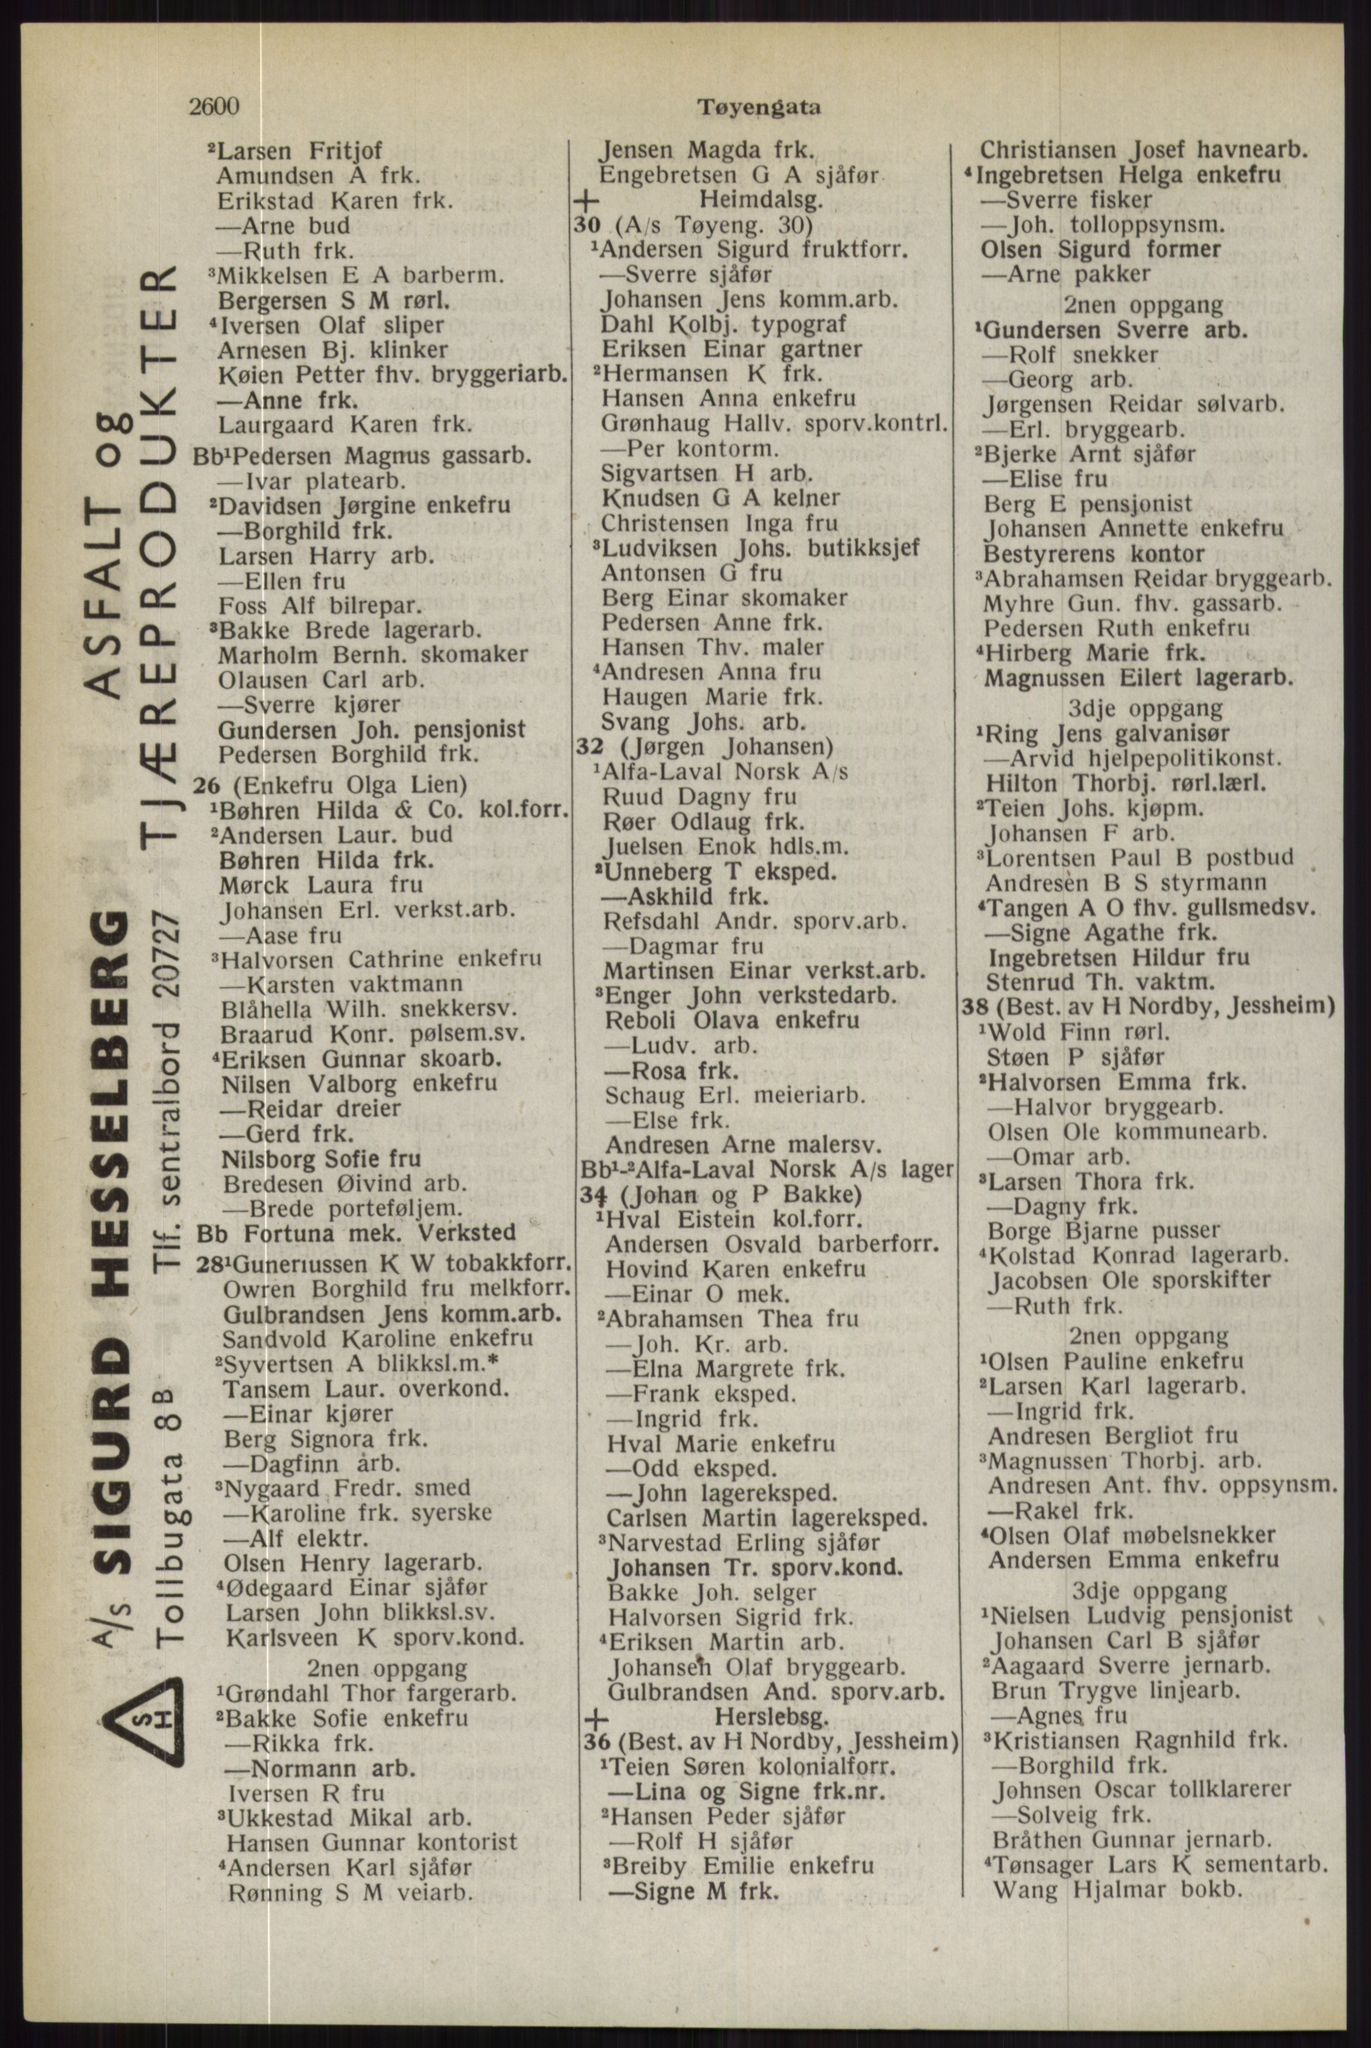 2600
Tøyengata
²Larsen Fritjof
Amundsen A frk.
Erikstad Karen frk.
—Arne bud
—Ruth frk.
³Mikkelsen E A barberm.
Bergersen S M rørl.
⁴Iversen Olaf sliper
Arnesen Bj. klinker
Køien Petter fhv. bryggeriarb.
—Anne frk.
Laurgaard Karen frk.
Bb¹Pedersen Magnus gassarb.
—Ivar platearb.
²Davidsen Jørgine enkefru
—Borghild frk.
Larsen Harry arb.
—Ellen fru
Foss Alf bilrepar.
³Bakke Brede lagerarb.
Marholm Bernh. skomaker
Olausen Carl arb.
—Sverre kjører
Gundersen Joh. pensjonist
Pedersen Borghild frk.
26 (Enkefru Olga Lien)
¹Bøhren Hilda & Co. kol.forr.
²Andersen Laur. bud
Bøhren Hilda frk.
Mørck Laura fru
Johansen Erl. verkst.arb.
—Aase fru
³Halvorsen Cathrine enkefru
—Karsten vaktmann
Blåhella Wilh. snekkersv.
Braarud Konr. pølsem.sv.
⁴Eriksen Gunnar skoarb.
Nilsen Valborg enkefru
—Reidar dreier
—Gerd frk.
Nilsborg Sofie fru
Bredesen Øivind arb.
—Brede porteføljem.
Bb Fortuna mek. Verksted
28¹Guneriussen K W tobakkforr.
Owren Borghild fru melkforr.
Gulbrandsen Jens komm.arb.
Sandvold Karoline enkefru
²Syvertsen A blikksl.m.*
Tansem Laur. overkond.
—Einar kjører
Berg Signora frk.
—Dagfinn arb.
³Nygaard Fredr. smed
—Karoline frk. syerske
—Alf elektr.
Olsen Henry lagerarb.
⁴Ødegaard Einar sjåfør
Larsen John blikksl.sv.
Karlsveen K sporv.kond.
2nen oppgang
¹Grøndahl Thor fargerarb.
²Bakke Sofie enkefru
—Rikka frk.
—Normann arb.
Iversen R fru
³Ukkestad Mikal arb.
Hansen Gunnar kontorist
⁴Andersen Karl sjåfør
Rønning S M veiarb.
Jensen Magda frk.
Engebretsen G A sjåfør
+ Heimdalsg.
30 (A/s Tøyeng. 30)
¹Andersen Sigurd fruktforr.
—Sverre sjåfør
Johansen Jens komm.arb.
Dahl Kolbj. typograf
Eriksen Einar gartner
²Hermansen K frk.
Hansen Anna enkefru
Grønhaug Hallv. sporv.kontrl.
—Per kontorm.
Sigvartsen H arb.
Knudsen G A kelner
Christensen Inga fru
³Ludviksen Johs. butikksjef
Antonsen G fru
Berg Einar skomaker
Pedersen Anne frk.
Hansen Thv. maler
⁴Andresen Anna fru
Haugen Marie frk.
Svang Johs. arb.
32 (Jørgen Johansen)
¹Alfa-Laval Norsk A/s
Ruud Dagny fru
Røer Odlaug frk.
Juelsen Enok hdls.m.
²Unneberg T eksped.
—Askhild frk.
Refsdahl Andr. sporv.arb.
—Dagmar fru
Martinsen Einar verkst.arb.
³Enger John verkstedarb.
Reboli Olava enkefru
—Ludv. arb.
—Rosa frk.
Schaug Erl. meieriarb.
—Else frk.
Andresen Arne malersv.
Bb¹-²Alfa-Laval Norsk A/s lager
34 (Johan og P Bakke)
¹Hval Eistein kol.forr.
Andersen Osvald barberforr.
Hovind Karen enkefru
—Einar O mek.
²Abrahamsen Thea fru
—Joh. Kr. arb.
—Elna Margrete frk.
—Frank eksped.
—Ingrid frk.
Hval Marie enkefru
—Odd eksped.
—John lagereksped.
Carlsen Martin lagereksped.
³Narvestad Erling sjåfør
Johansen Tr. sporv.kond.
Bakke Joh. selger
Halvorsen Sigrid frk.
⁴Eriksen Martin arb.
Johansen Olaf bryggearb.
Gulbrandsen And. sporv.arb.
+ Herslebsg.
36 (Best. av H Nordby, Jessheim)
¹Teien Søren kolonialforr.
—Lina og Signe frk.nr.
²Hansen Peder sjåfør
—Rolf H sjåfør
³Breiby Emilie enkefru
—Signe M frk.
Christiansen Josef havnearb.
⁴Ingebretsen Helga enkefru
—Sverre fisker
—Joh. tolloppsynsm.
Olsen Sigurd former
—Arne pakker
2nen oppgang
¹Gundersen Sverre arb.
—Rolf snekker
—Georg arb.
Jørgensen Reidar sølvarb.
—Erl. bryggearb.
²Bjerke Arnt sjåfør
—Elise fru
Berg E pensjonist
Johansen Annette enkefru
Bestyrerens kontor
³Abrahamsen Reidar bryggearb.
Myhre Gun. fhv. gassarb.
Pedersen Ruth enkefru
⁴Hirberg Marie frk.
Magnussen Eilert lagerarb.
3dje oppgang
¹Ring Jens galvanisør
—Arvid hjelpepolitikonst.
Hilton Thorbj. rørl.lærl.
²Teien Johs. kjøpm.
Johansen F arb.
³Lorentsen Paul B postbud
Andresen B S styrmann
⁴Tangen A O fhv. gullsmedsv.
—Signe Agathe frk.
Ingebretsen Hildur fru
Stenrud Th. vaktm.
38 (Best. av H Nordby, Jessheim)
¹Wold Finn rørl.
Støen P sjåfør
²Halvorsen Emma frk.
—Halvor bryggearb.
Olsen Ole kommunearb.
—Omar arb.
³Larsen Thora frk.
—Dagny frk.
Borge Bjarne pusser
⁴Kolstad Konrad lagerarb.
Jacobsen Ole sporskifter
—Ruth frk.
2nen oppgang
¹Olsen Pauline enkefru
²Larsen Karl lagerarb.
—Ingrid frk.
Andresen Bergliot fru
³Magnussen Thorbj. arb.
Andresen Ant. fhv. oppsynsm.
—Rakel frk.
⁴Olsen Olaf møbelsnekker
Andersen Emma enkefru
3dje oppgang
¹Nielsen Ludvig pensjonist
Johansen Carl B sjåfør
²Aagaard Sverre jernarb.
Brun Trygve linjearb.
—Agnes fru
³Kristiansen Ragnhild frk.
—Borghild frk.
Johnsen Oscar tollklarerer
—Solveig frk.
Bråthen Gunnar jernarb.
⁴Tønsager Lars K sementarb.
Wang Hjalmar bokb.
SH
A/S SIGURD HESSELBERG
Tollbugata 8B Tlf. sentralbord 20727
ASFALT og
TJÆREPRODUKTER